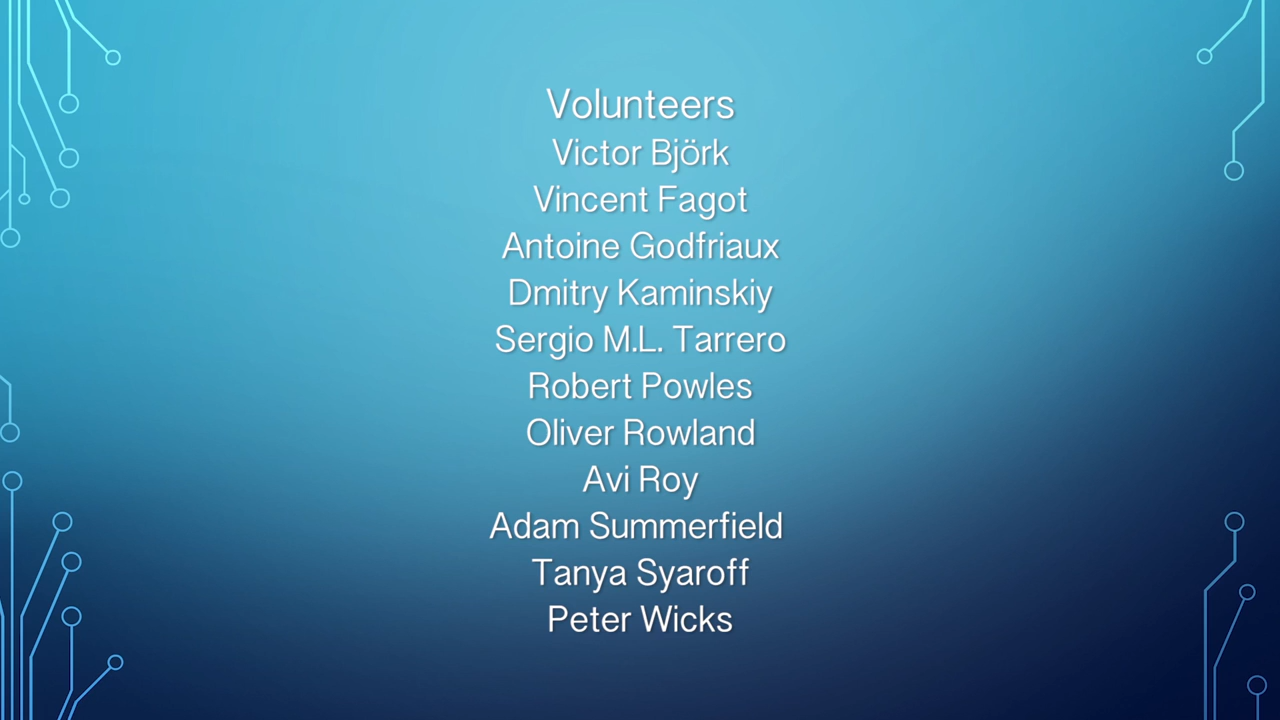 Volunteers
Victor Björk
Vincent Fagot
Antoine Godfriaux
Dmitry Kaminskiy
Sergio M.L. Tarrero
Robert Powles
Oliver Rowland
Avi Roy
Adam Summerfield
Tanya Syaroff
Peter Wicks